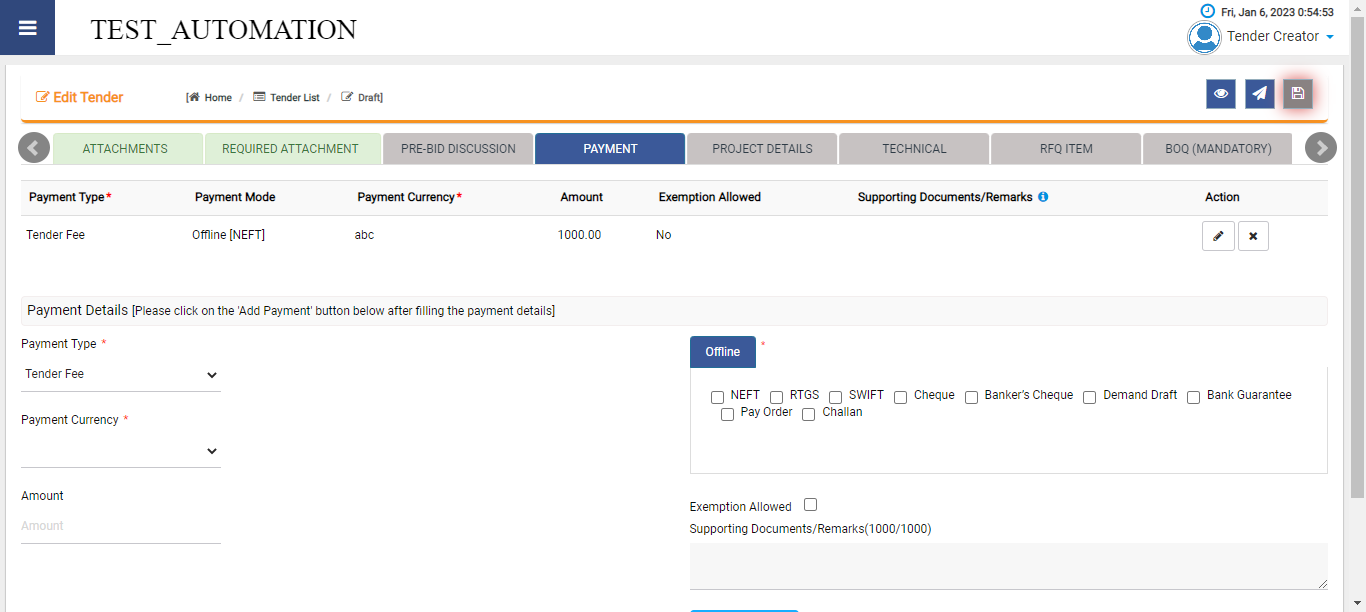 Fri, Jan 6, 2023 0:54:53
TEST_AUTOMATION
Tender Creator
Edit Tender [ Home / Tender List / Draft]
ATTACHMENTS REQUIRED ATTACHMENT PRE-BID DISCUSSION PAYMENT PROJECT DETAILS TECHNICAL RFQ ITEM BOQ (MANDATORY)
Payment Type* Payment Mode Payment Currency* Amount Exemption Allowed Supporting Documents/Remarks Action
Tender Fee Offline [NEFT] abc 1000.00 No
Payment Details [Please click on the 'Add Payment' button below after filling the payment details]
Payment Type *
Tender Fee
Payment Currency *
Amount
Amount
Offline *
NEFT RTGS SWIFT Cheque Banker's Cheque Demand Draft Bank Guarantee
Pay Order Challan
Exemption Allowed
Supporting Documents/Remarks(1000/1000)